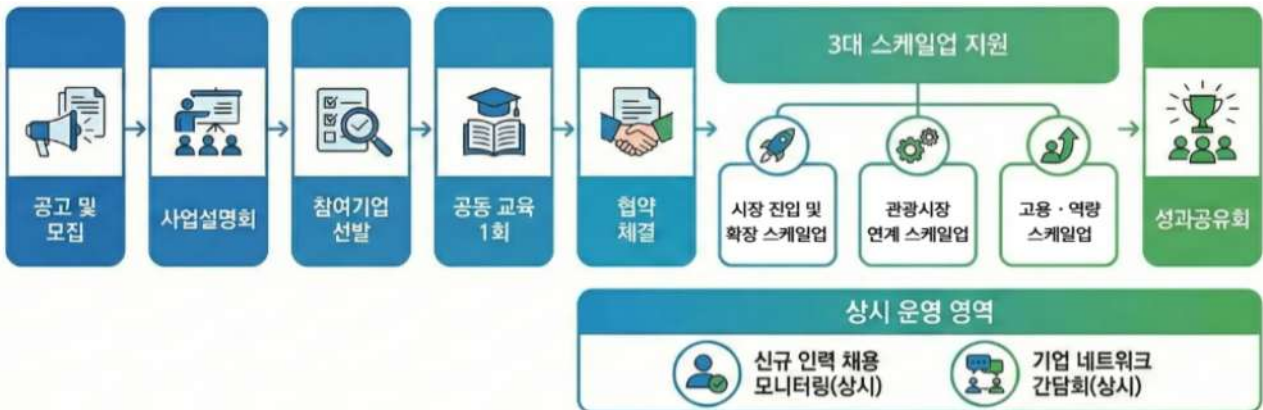 공고 및
모집
사업설명회
참여기업
선발
공동 교육
1회
협약
체결
3대 스케일업 지원
시장 진입 및
확장 스케일업
관광시장
연계 스케일업
고용 · 역량
스케일업
성과공유회
상시 운영 영역
신규 인력 채용
모니터링(상시)
기업 네트워크
간담회(상시)